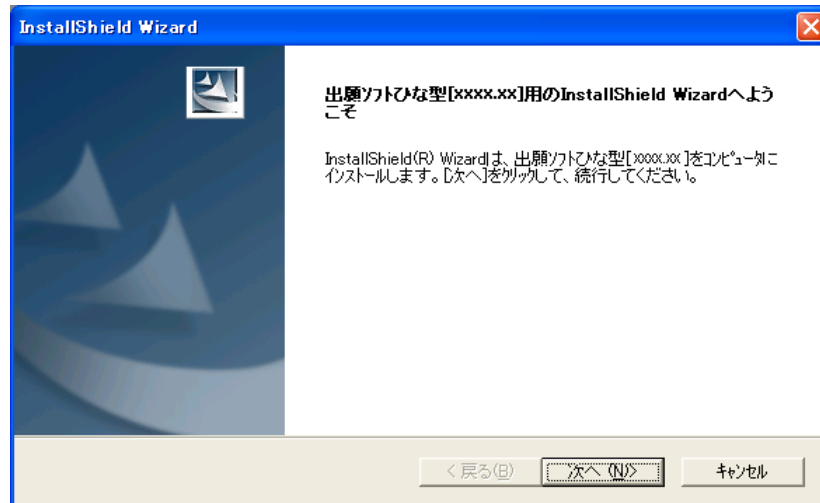 InstallShield Wizard
出願ソフトひな型[xxxx.xx]用のInstallShield Wizardへよう
こそ
InstallShield(R) Wizardは、出願ソフトひな型[xxxx.xx ]をコンピュータに
インストールします。[次へ]をクリックして、続行してください。
< 戻る(B) 次へ (N)> キャンセル